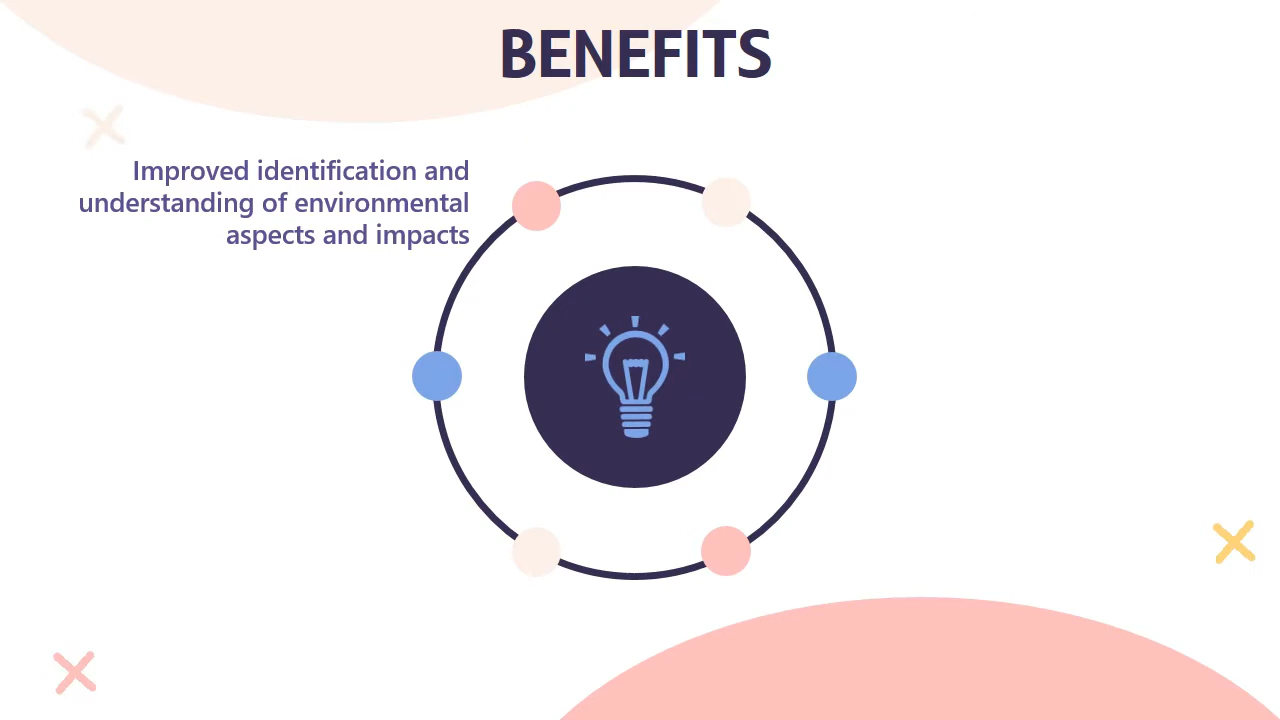 BENEFITS
Improved identification and
understanding of environmental
aspects and impacts